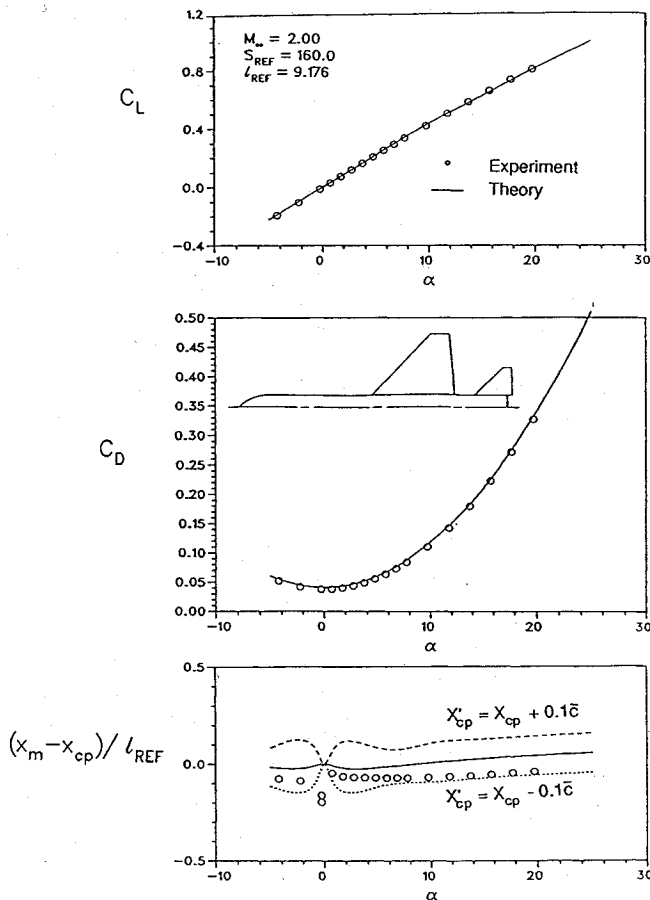 1.2
0.8
0.4
0.0
−0.4
C_L
M∞ = 2.00
S_REF = 160.0
ℓ_REF = 9.176
Experiment
Theory
−10 0 10 20 30
α
0.50
0.45
0.40
0.35
0.30
0.25
0.20
0.15
0.10
0.05
0.00
C_D
−10 0 10 20 30
α
0.5
0.0
−0.5
(x_m−x_cp)/ℓ_REF
X'_cp = X_cp + 0.1c̄
X'_cp = X_cp − 0.1c̄
−10 0 10 20 30
α